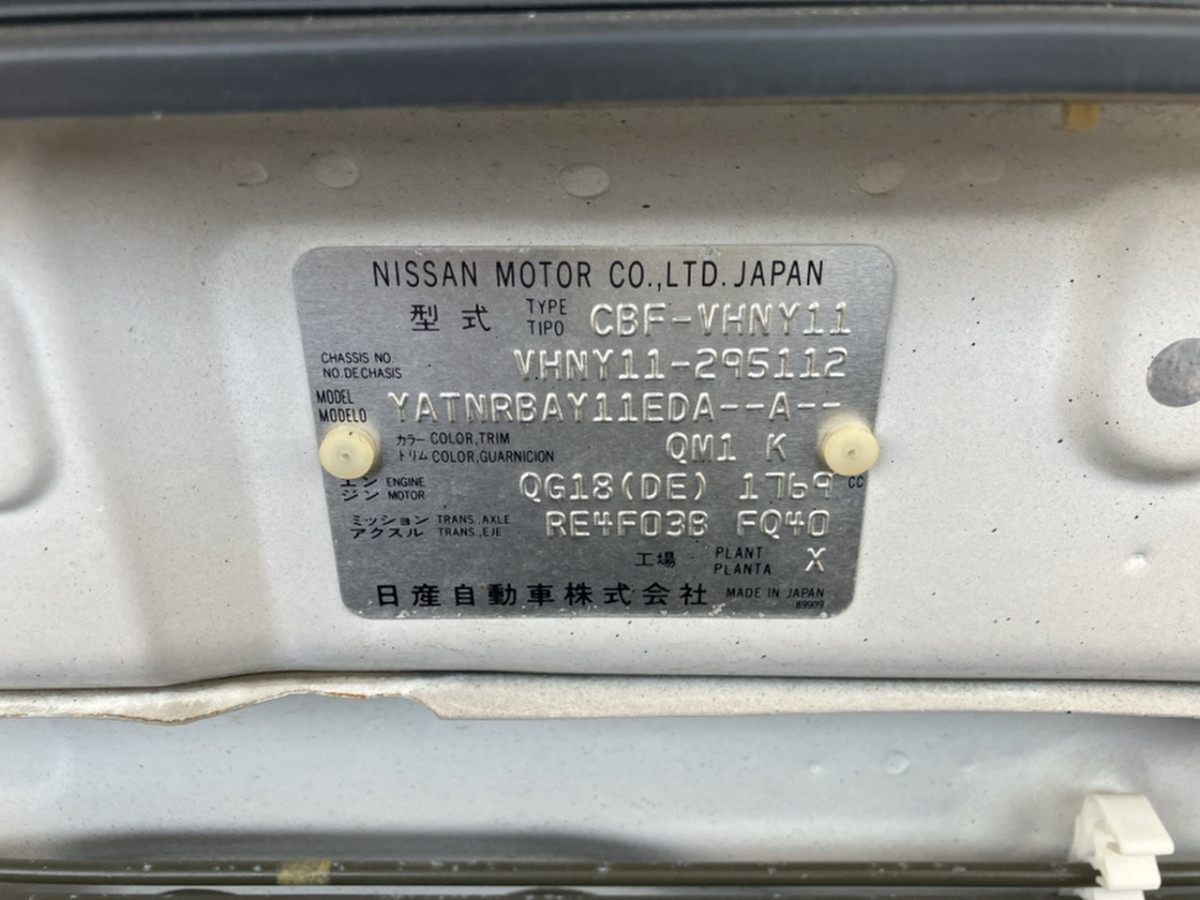 NISSAN MOTOR CO.,LTD. JAPAN
型式 TYPE TIPO CBF-VHNY11
CHASSIS NO. NO.DE CHASIS VHNY11-295112
MODEL MODELO YATNRBAY11EDA--A--
カラー COLOR,TRIM トリム COLOR,GUARNICION QM1 K
エンジン ENGINE MOTOR QG18(DE) 1769 CC
ミッション TRANS.,AXLE アクスル TRANS.,EJE RE4F03B FQ40
工場 PLANT PLANTA X
日産自動車株式会社 MADE IN JAPAN
89909